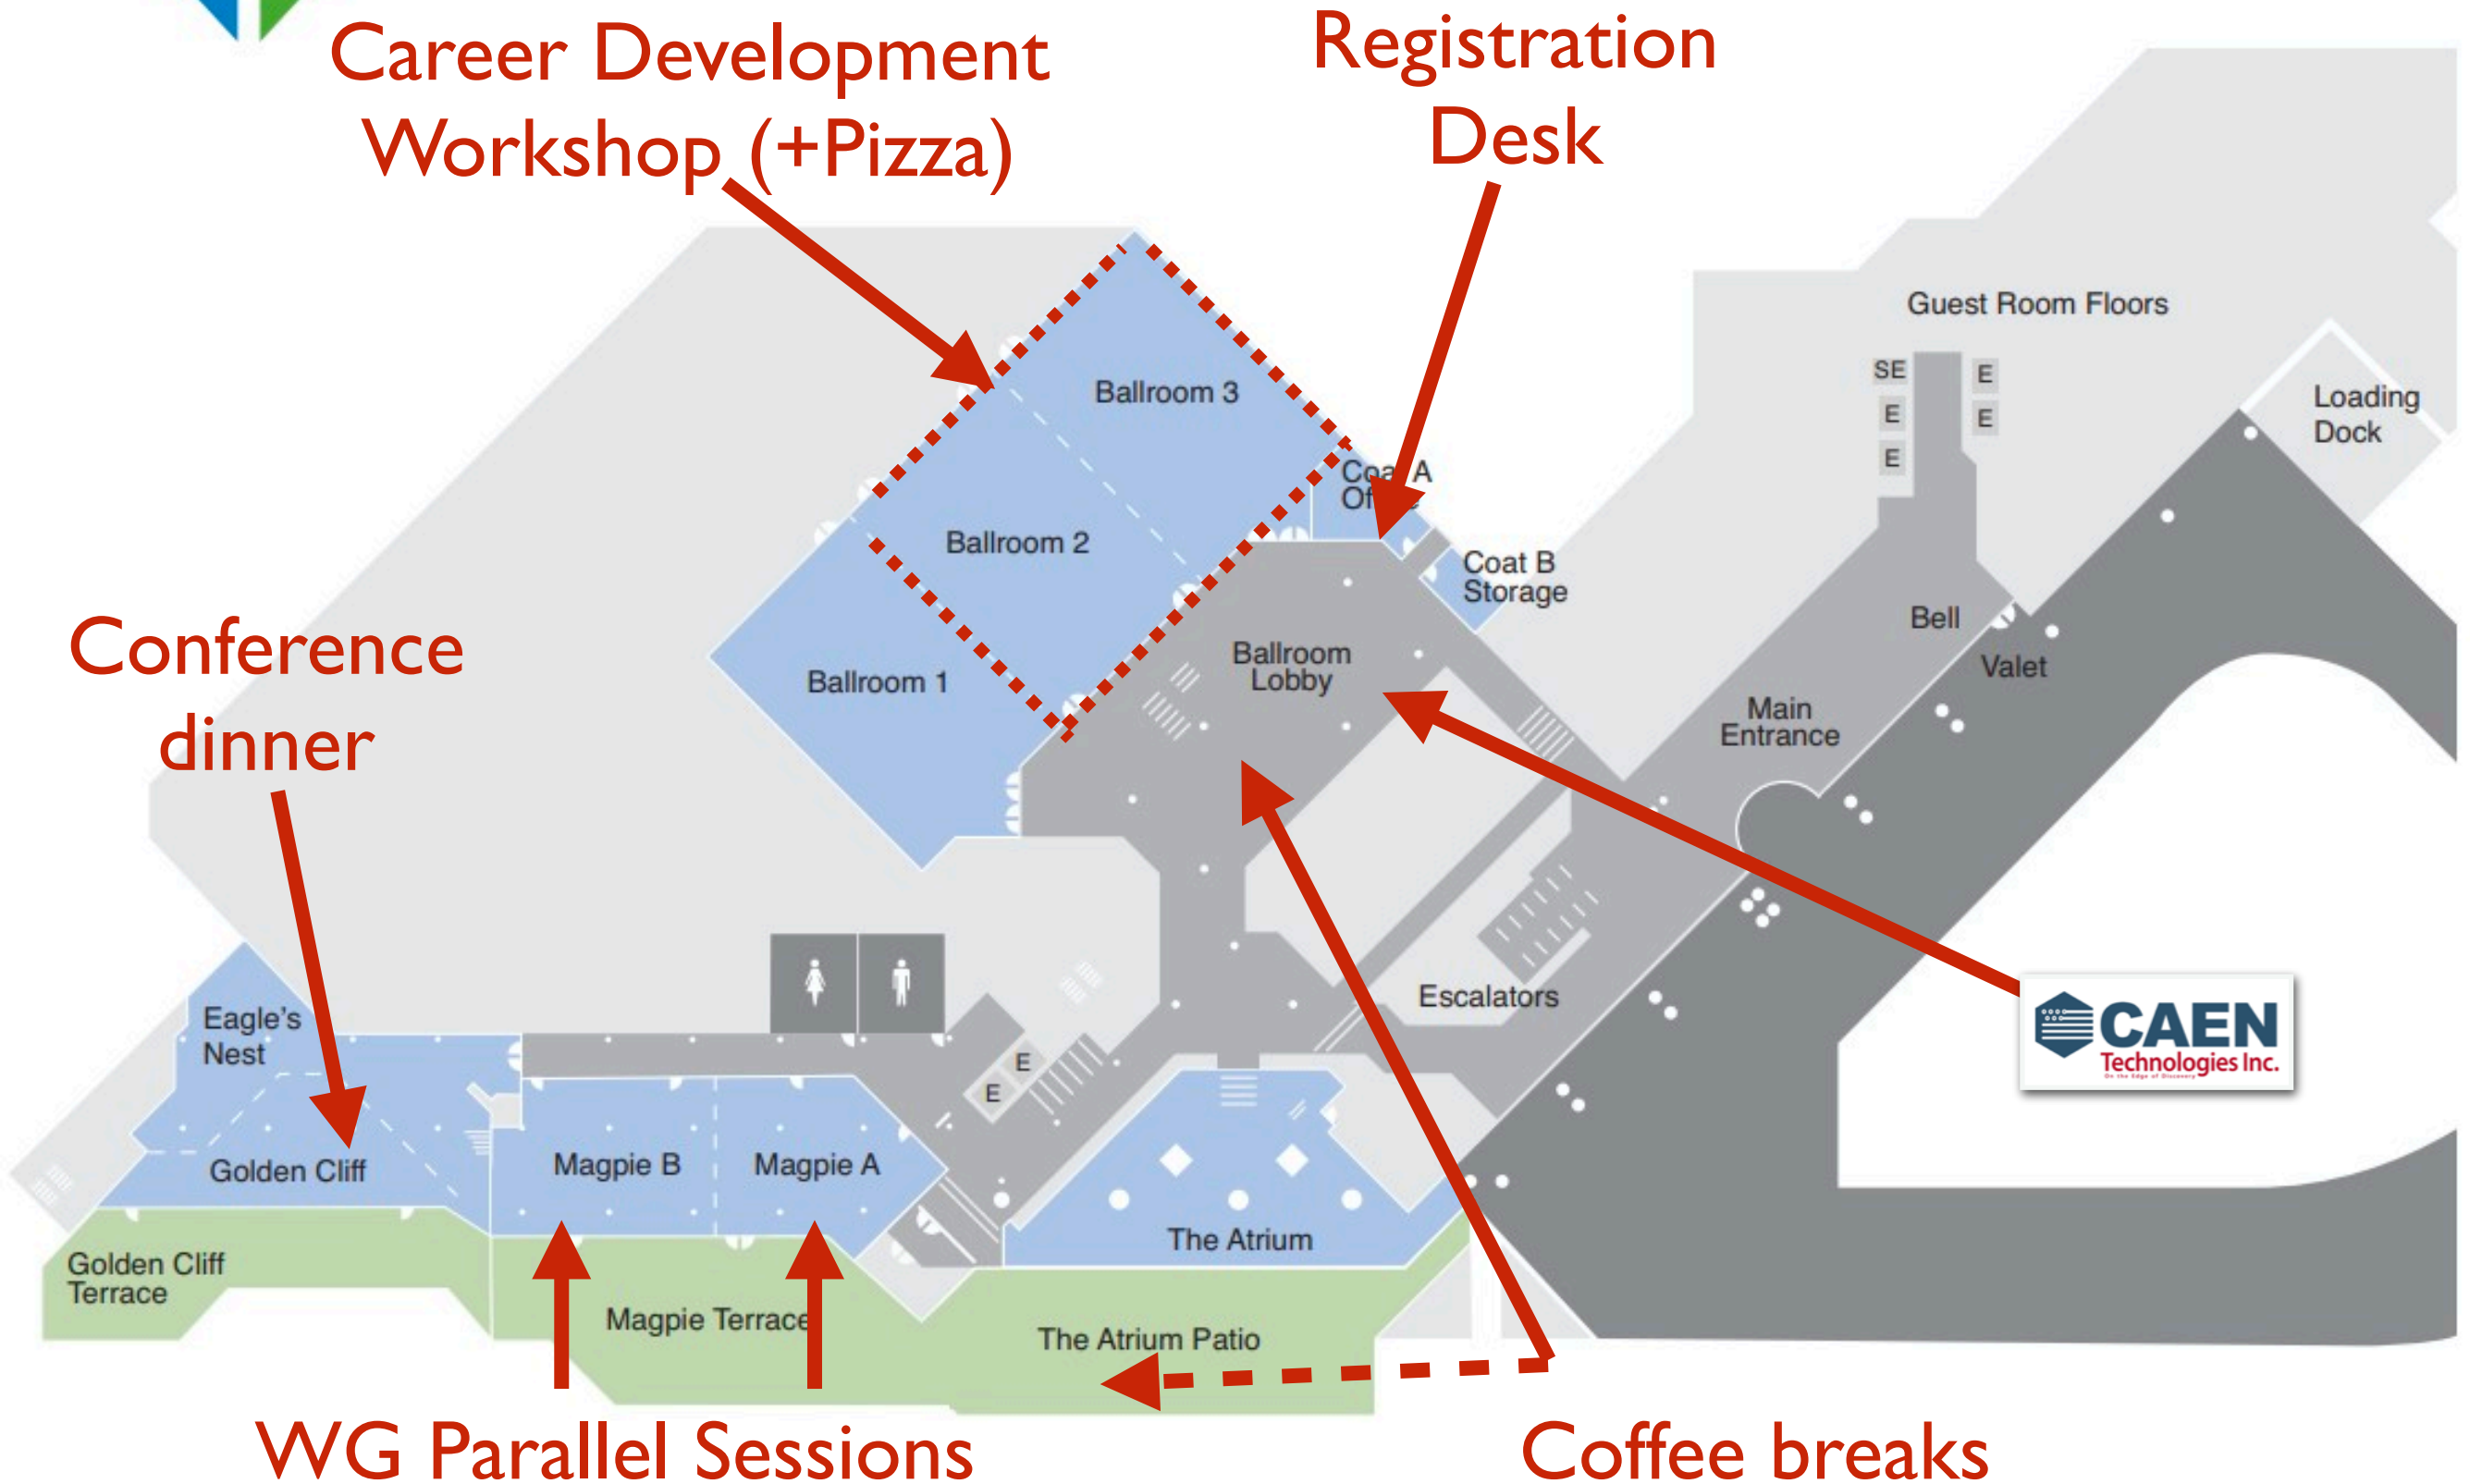 Career Development
Workshop (+Pizza)
Registration
Desk
Guest Room Floors
SE
E
E
E
E
Loading
Dock
Ballroom 3
Coat B
Storage
Ballroom 2
Ballroom 1
Ballroom
Lobby
Bell
Valet
Main
Entrance
Conference
dinner
Escalators
CAEN
Technologies Inc.
Eagle's
Nest
E
E
Golden Cliff
Magpie B
Magpie A
The Atrium
Golden Cliff
Terrace
Magpie Terrace
The Atrium Patio
WG Parallel Sessions
Coffee breaks